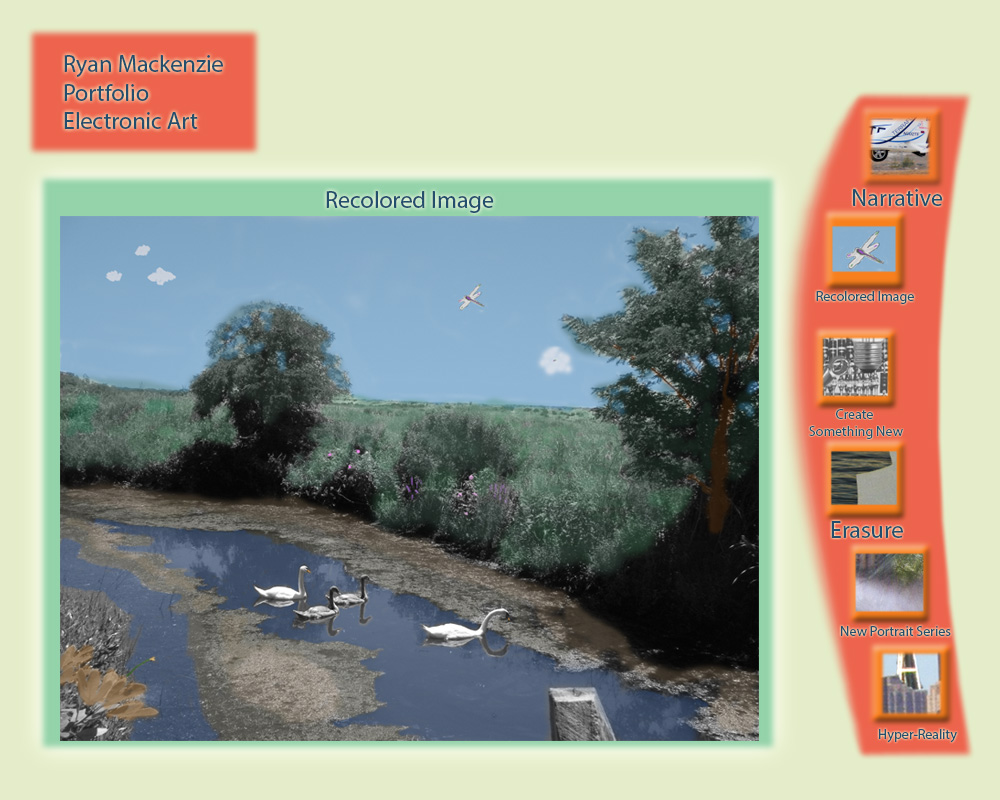 Ryan Mackenzie
Portfolio
Electronic Art
Recolored Image
Narrative
Recolored Image
Create
Something New
Erasure
New Portrait Series
Hyper-Reality